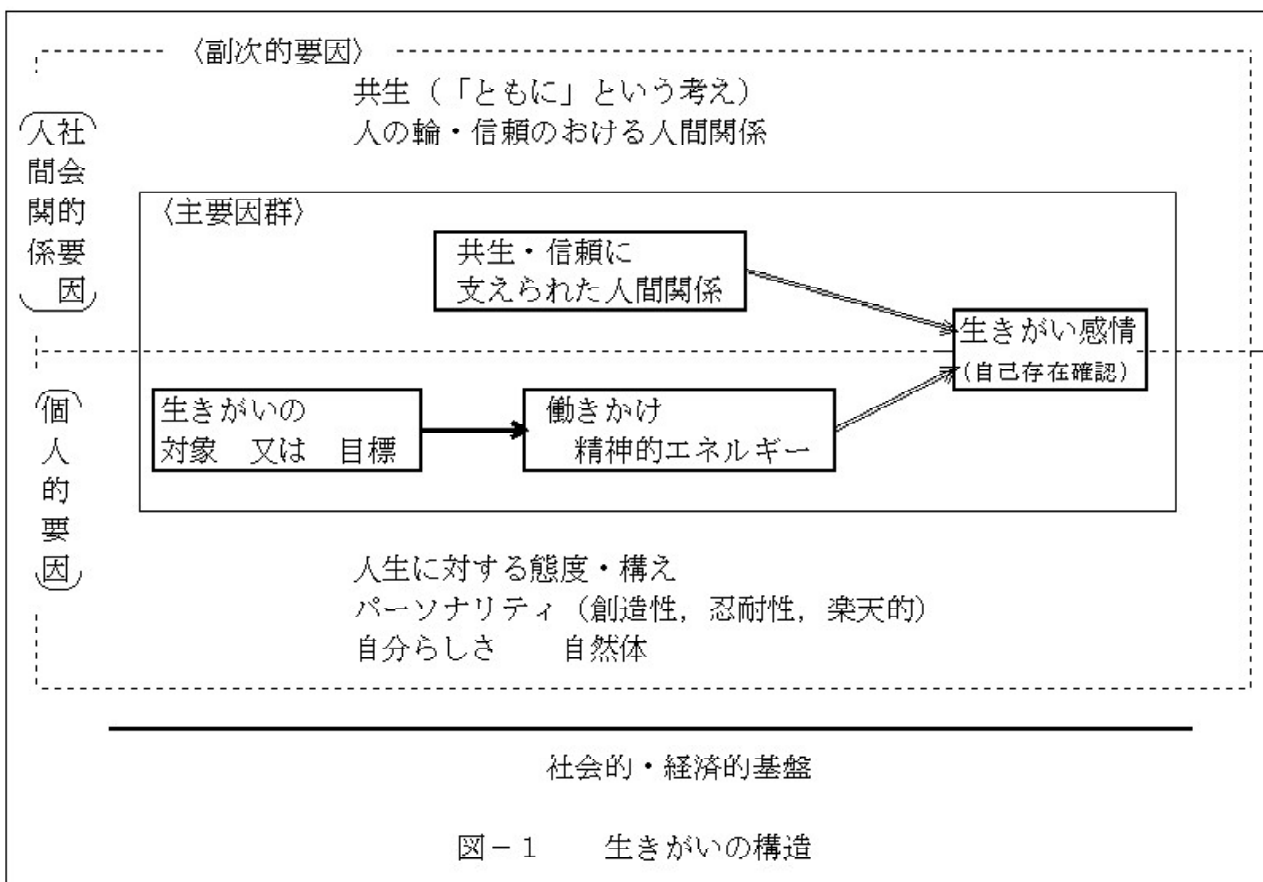 〈副次的要因〉
共生（「ともに」という考え）
人の輪・信頼のおける人間関係
社会的要因
人間関係
〈主要因群〉
共生・信頼に
支えられた人間関係
生きがい感情
(自己存在確認)
生きがいの
対象　又は　目標
働きかけ
精神的エネルギー
個人的要因
人生に対する態度・構え
パーソナリティ（創造性，忍耐性，楽天的）
自分らしさ　　自然体
社会的・経済的基盤
図－１　　生きがいの構造